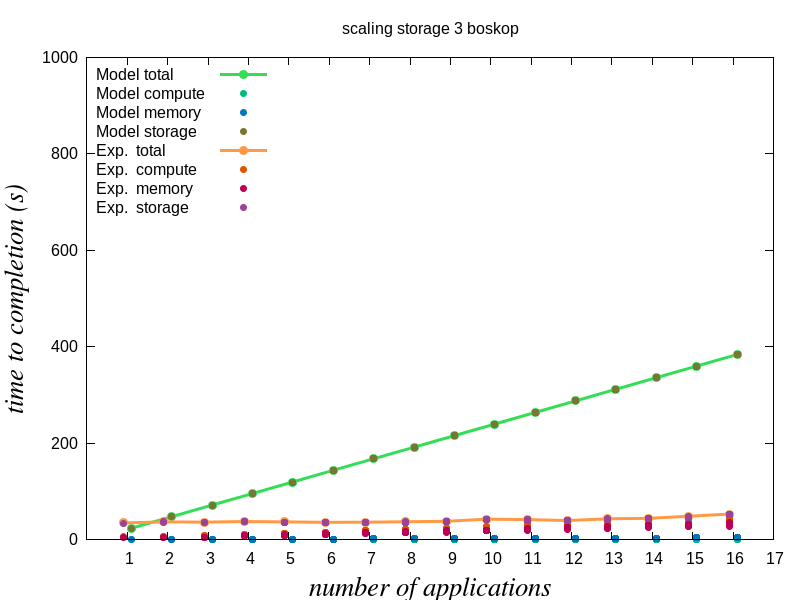 scaling storage 3 boskop
1000
800
600
400
200
0
time to completion (s)
Model total
Model compute
Model memory
Model storage
Exp. total
Exp. compute
Exp. memory
Exp. storage
1 2 3 4 5 6 7 8 9 10 11 12 13 14 15 16 17
number of applications